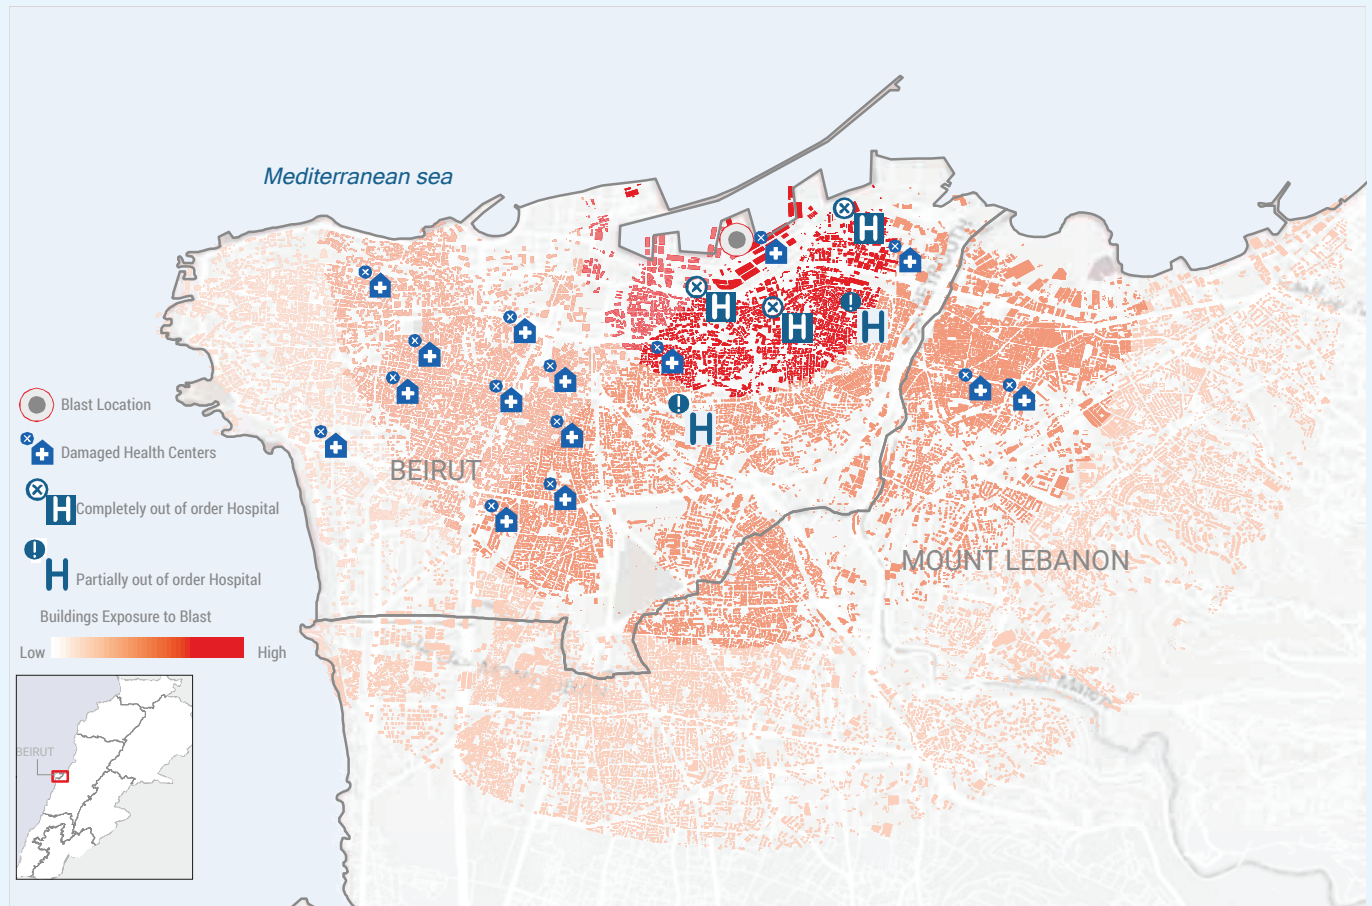 Mediterranean sea
BEIRUT
MOUNT LEBANON
Blast Location
Damaged Health Centers
Completely out of order Hospital
Partially out of order Hospital
Buildings Exposure to Blast
Low
High
BEIRUT